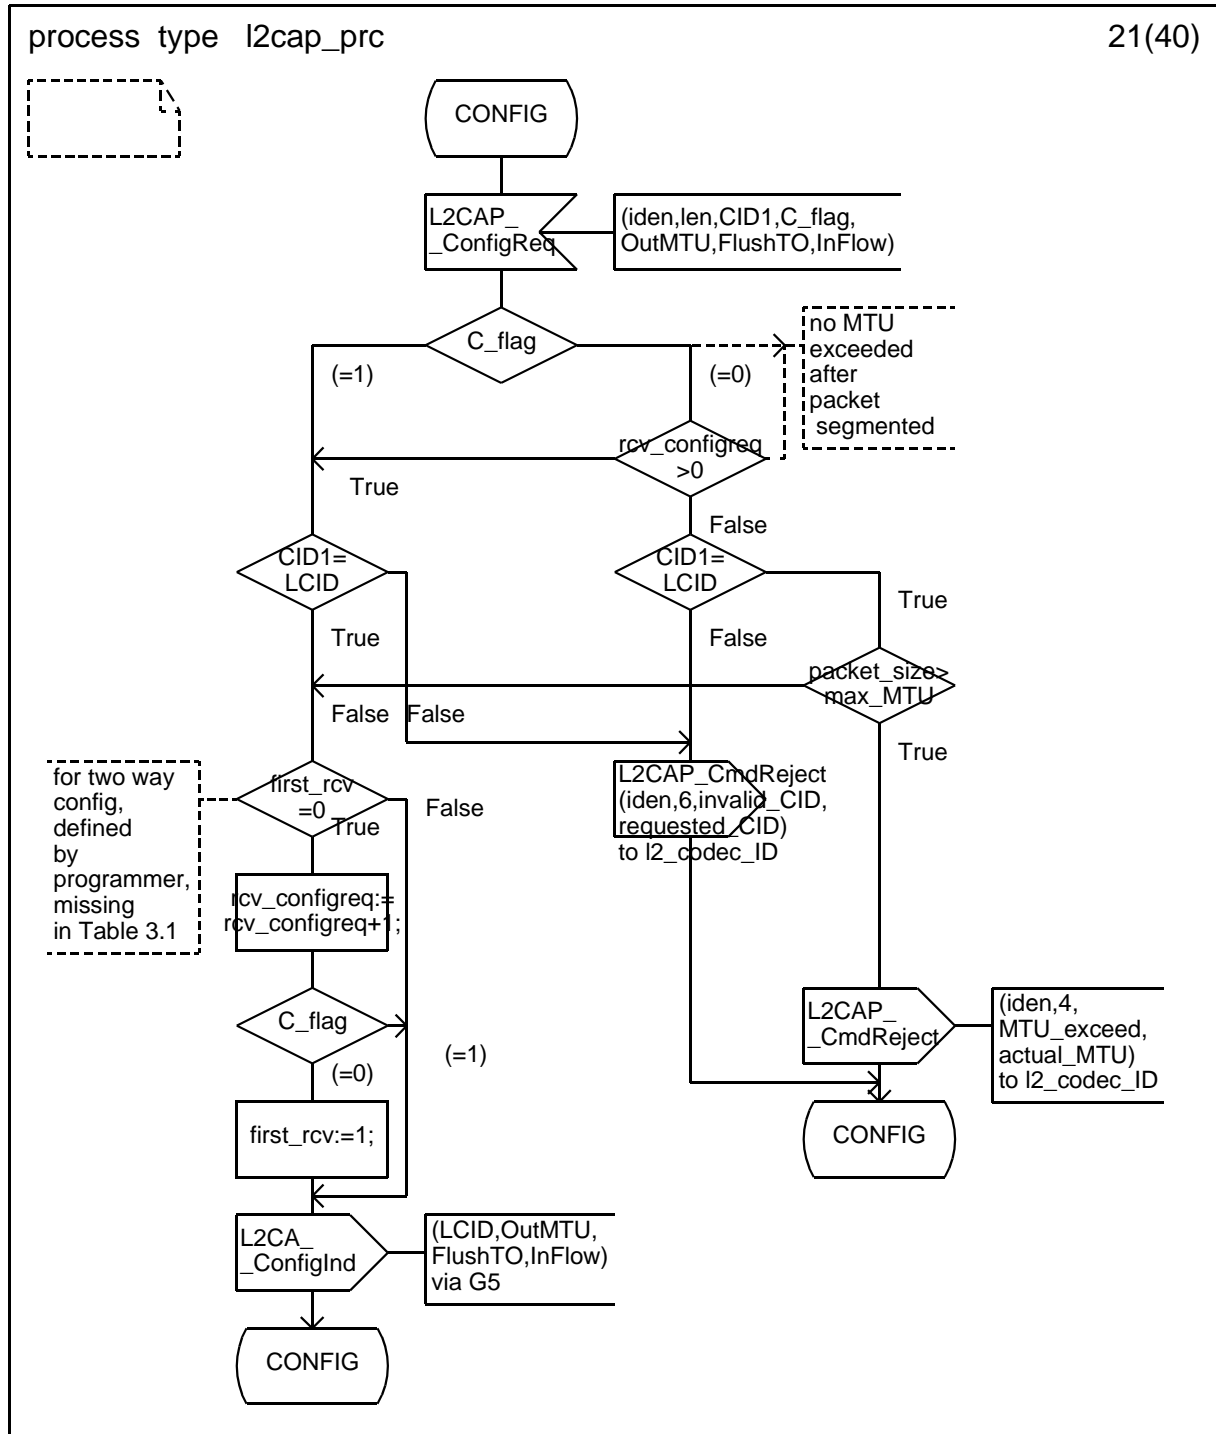 process type l2cap_prc
21(40)
CONFIG
L2CAP_
_ConfigReq
(iden,len,CID1,C_flag,
OutMTU,FlushTO,InFlow)
C_flag
(=1)
(=0)
no MTU
exceeded
after
packet
segmented
rcv_configreq
>0
True
False
CID1=
LCID
CID1=
LCID
True
True
False
packet_size>
max_MTU
False
False
True
for two way
config,
defined
by
programmer,
missing
in Table 3.1
first_rcv
=0
True
False
L2CAP_CmdReject
(iden,6,invalid_CID,
requested_CID)
to l2_codec_ID
rcv_configreq:=
rcv_configreq+1;
C_flag
(=1)
(=0)
L2CAP_
_CmdReject
(iden,4,
MTU_exceed,
actual_MTU)
to l2_codec_ID
first_rcv:=1;
CONFIG
L2CA_
_ConfigInd
(LCID,OutMTU,
FlushTO,InFlow)
via G5
CONFIG